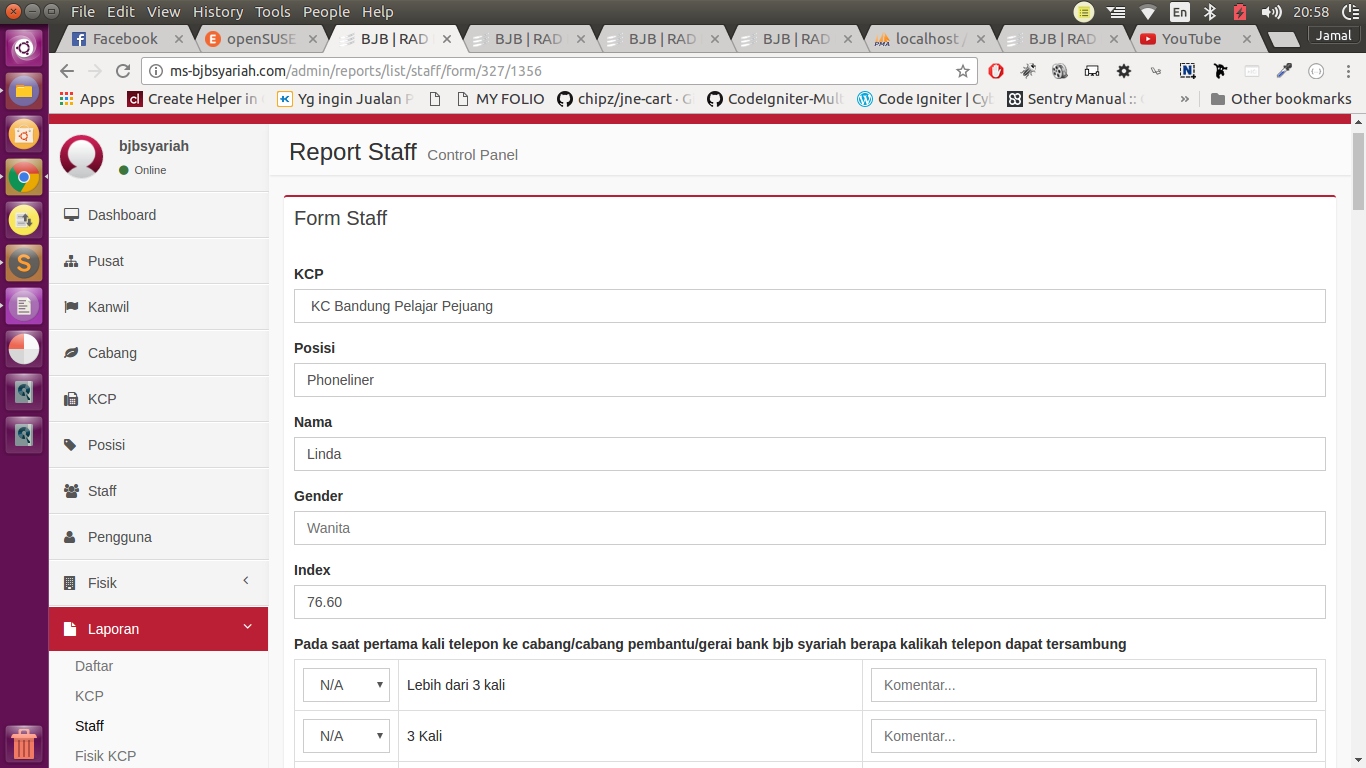 File Edit View History Tools People Help
En
20:58
Facebook
openSUSE
BJB | RAD
BJB | RAD
BJB | RAD
BJB | RAD
localhost /
BJB | RAD
YouTube
Jamal
ms-bjbsyariah.com/admin/reports/list/staff/form/327/1356
Apps
Create Helper in
Yg ingin Jualan
MY FOLIO
chipz/jne-cart
CodeIgniter-Mult
Code Igniter | Cyt
Sentry Manual ::
» Other bookmarks
bjbsyariah
Online
Report Staff Control Panel
Dashboard
Pusat
Kanwil
Cabang
KCP
Posisi
Staff
Pengguna
Fisik
Laporan
Daftar
KCP
Staff
Fisik KCP
Form Staff
KCP
KC Bandung Pelajar Pejuang
Posisi
Phoneliner
Nama
Linda
Gender
Wanita
Index
76.60
Pada saat pertama kali telepon ke cabang/cabang pembantu/gerai bank bjb syariah berapa kalikah telepon dapat tersambung
N/A Lebih dari 3 kali Komentar...
N/A 3 Kali Komentar...